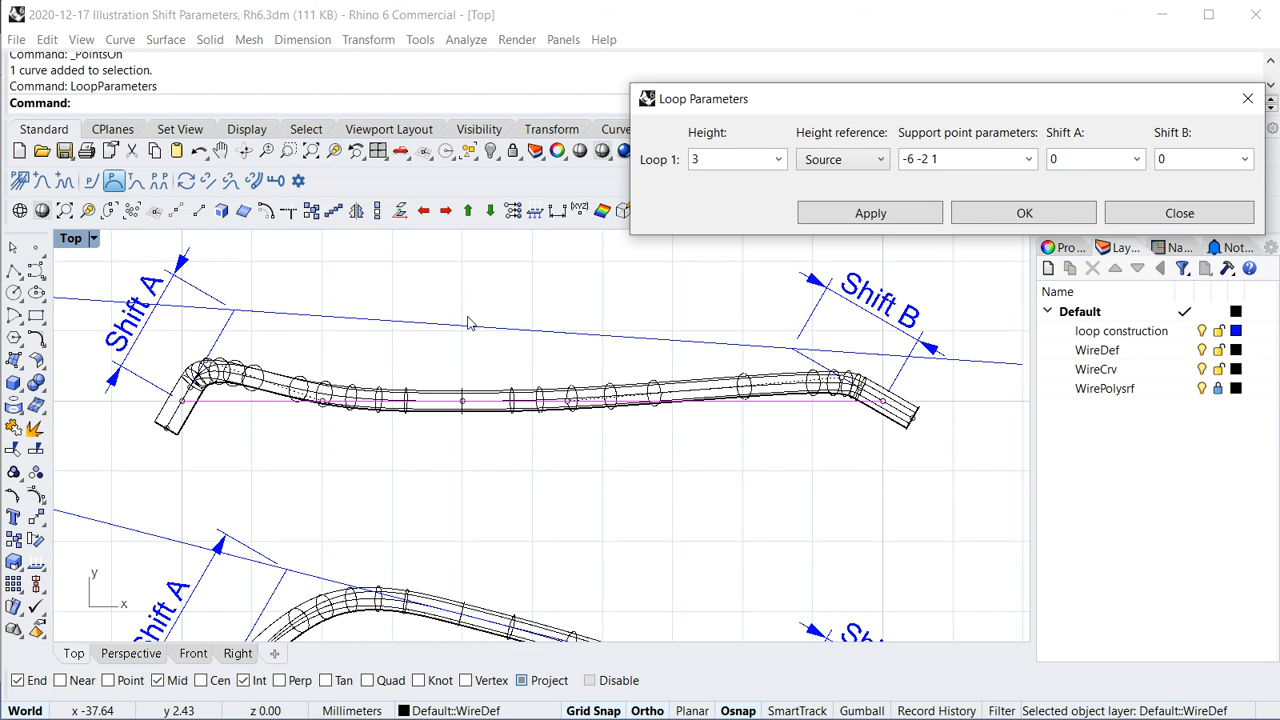 2020-12-17 Illustration Shift Parameters, Rh6.3dm (111 KB) - Rhino 6 Commercial - [Top]
File Edit View Curve Surface Solid Mesh Dimension Transform Tools Analyze Render Panels Help
Command: _PointsOn
1 curve added to selection.
Command: LoopParameters
Command:
Loop Parameters
Height: Height reference: Support point parameters: Shift A: Shift B:
Loop 1: 3 Source -6 -2 1 0 0
Apply OK Close
Standard CPlanes Set View Display Select Viewport Layout Visibility Transform Curve
Top
Pro... Lay... Na... Not...
Name
Default
loop construction
WireDef
WireCrv
WirePolysrf
Shift A
Shift B
Shift A
Shi
y
x
Top Perspective Front Right
End Near Point Mid Cen Int Perp Tan Quad Knot Vertex Project Disable
World x -37.64 y 2.43 z 0.00 Millimeters Default::WireDef Grid Snap Ortho Planar Osnap SmartTrack Gumball Record History Filter Selected object layer: Default::WireDef